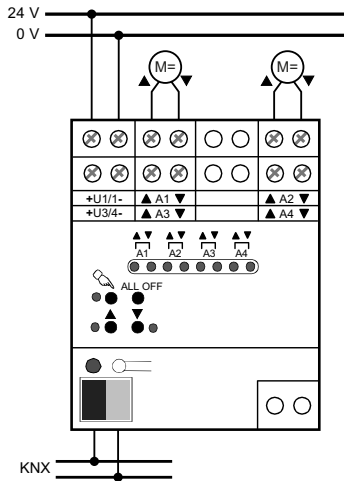 24 V
0 V
M= M=
+U1/1- ▲ A1 ▼ ▲ A2 ▼
+U3/4- ▲ A3 ▼ ▲ A4 ▼
A1 A2 A3 A4
ALL OFF
KNX